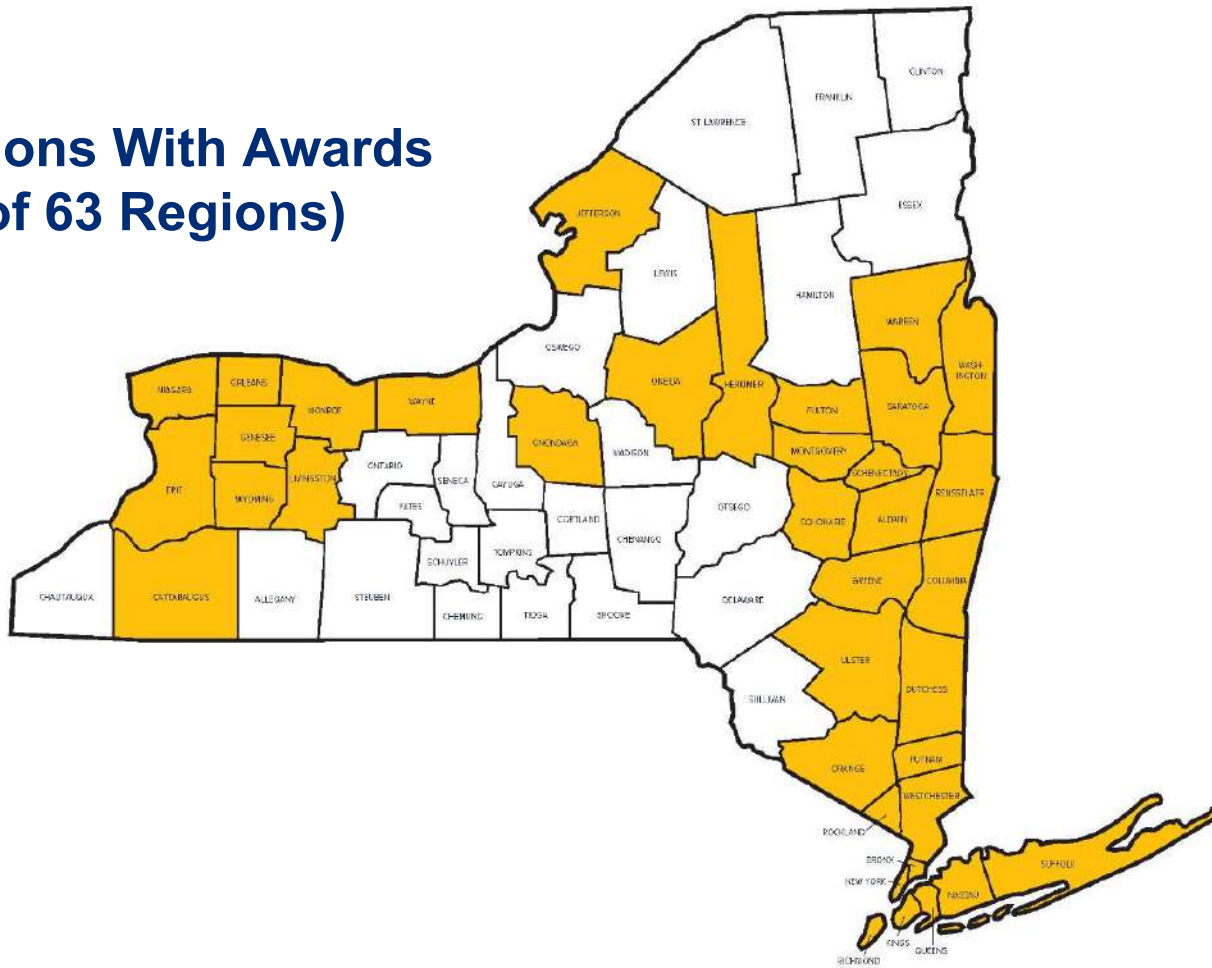 ons With Awards
of 63 Regions)
CLINTON
FRANKLIN
ST LAWRENCE
ESSEX
JEFFERSON
LEWIS
HAMILTON
WARREN
OSWEGO
WASH-
INGTON
NIAGARA
ORLEANS
MONROE
WAYNE
ONEIDA
HERKIMER
SARATOGA
FULTON
GENESEE
ONONDAGA
MADISON
MONTGOMERY
SCHENECTADY
ONTARIO
SENECA
CAYUGA
LIVINGSTON
ERIE
WYOMING
YATES
OTSEGO
RENSSELAER
CORTLAND
SCHOHARIE
ALBANY
CHENANGO
SCHUYLER
TOMPKINS
GREENE
COLUMBIA
CHAUTAUQUA
CATTARAUGUS
ALLEGANY
STEUBEN
CHEMUNG
TIOGA
BROOME
DELAWARE
ULSTER
DUTCHESS
SULLIVAN
ORANGE
PUTNAM
WESTCHESTER
ROCKLAND
BRONX
NEW YORK
SUFFOLK
NASSAU
KINGS
QUEENS
RICHMOND